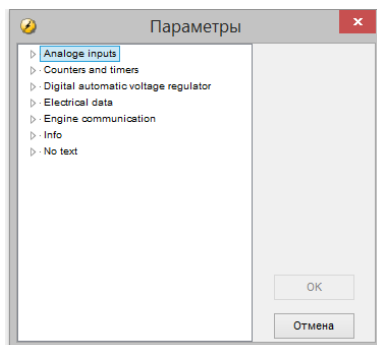 Параметры
Analoge inputs
Counters and timers
Digital automatic voltage regulator
Electrical data
Engine communication
Info
No text
OK
Отмена